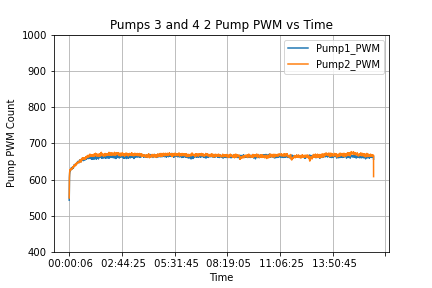 Pumps 3 and 4 2 Pump PWM vs Time
Pump1_PWM
Pump2_PWM
Pump PWM Count
1000
900
800
700
600
500
400
00:00:06 02:44:25 05:31:45 08:19:05 11:06:25 13:50:45
Time